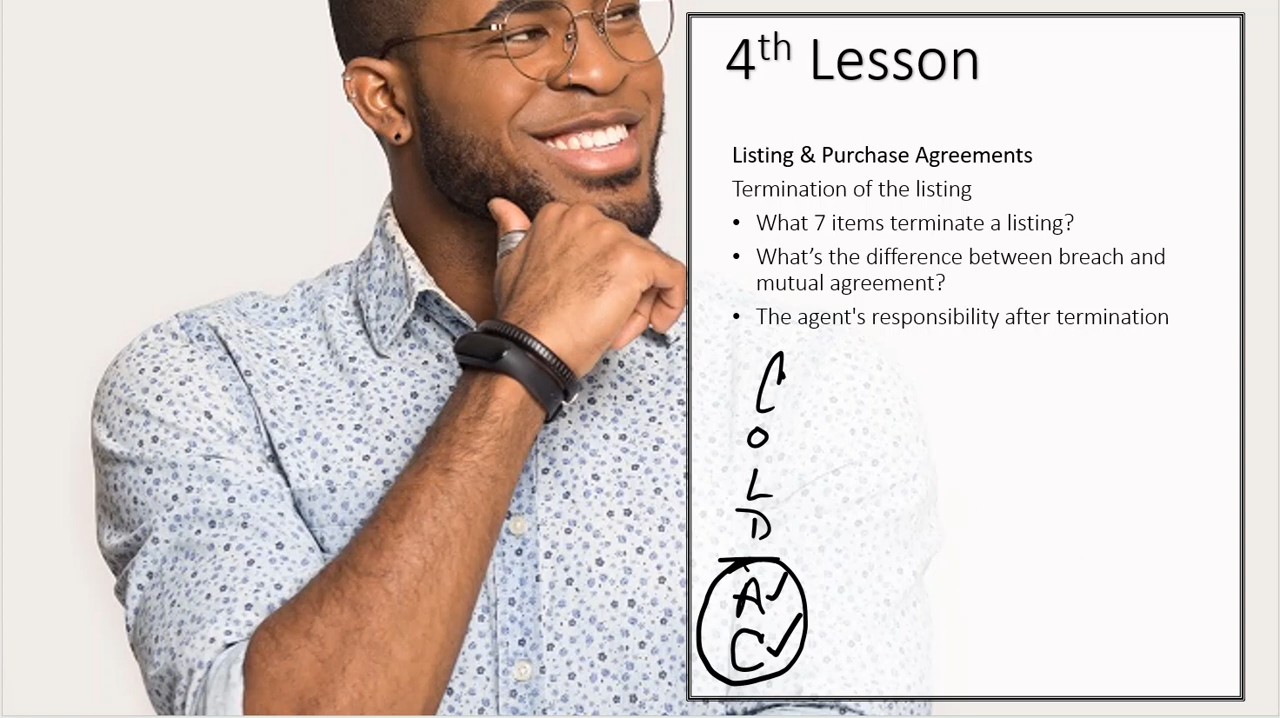 4th Lesson
Listing & Purchase Agreements
Termination of the listing
• What 7 items terminate a listing?
• What’s the difference between breach and
mutual agreement?
• The agent's responsibility after termination
C
O
L
D
A✓
C✓